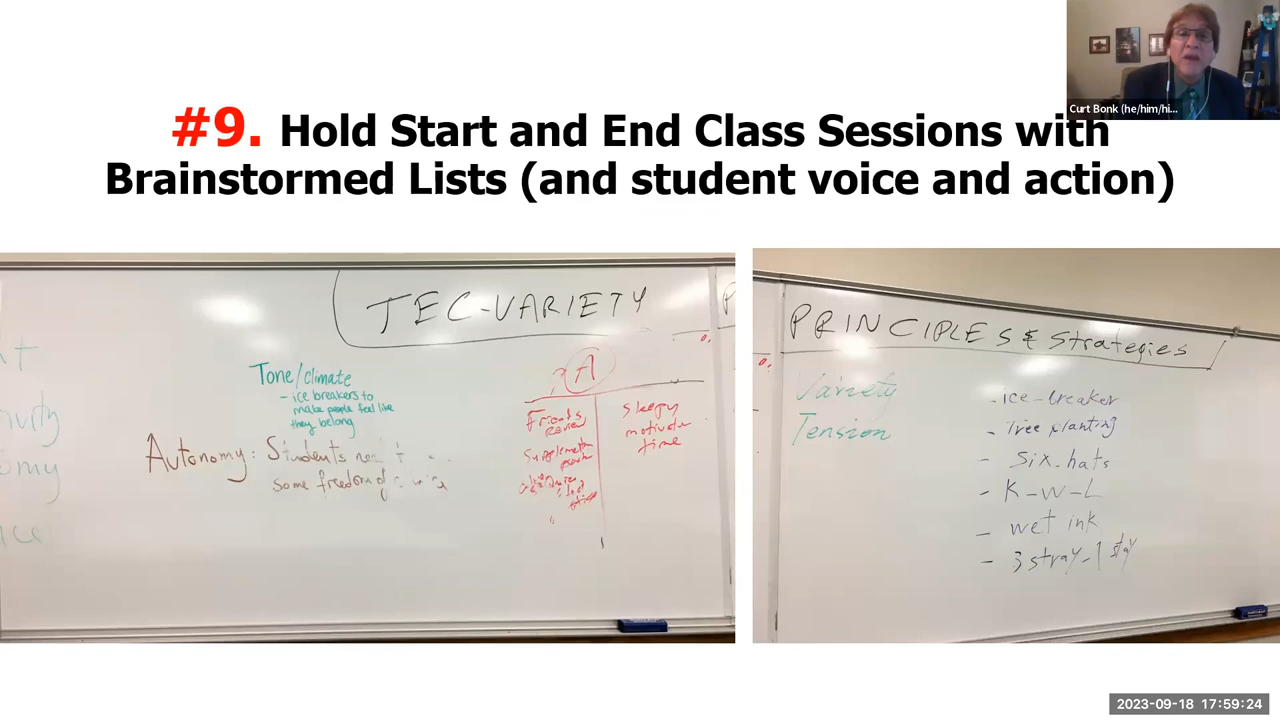 Curt Bonk (he/him/hi...
#9. Hold Start and End Class Sessions with
Brainstormed Lists (and student voice and action)
TEC-VARIETY
Tone/climate
- ice breakers to
make people feel like
they belong
Autonomy: Students
some freedom of
A
Friends
Review
sleepy
motivation
time
PRINCIPLES & Strategies
Variety
Tension
- ice-breaker
- Tree planting
- Six-hats
- K-W-L
- wet ink
- 3 stray-1 stay
2023-09-18 17:59:24